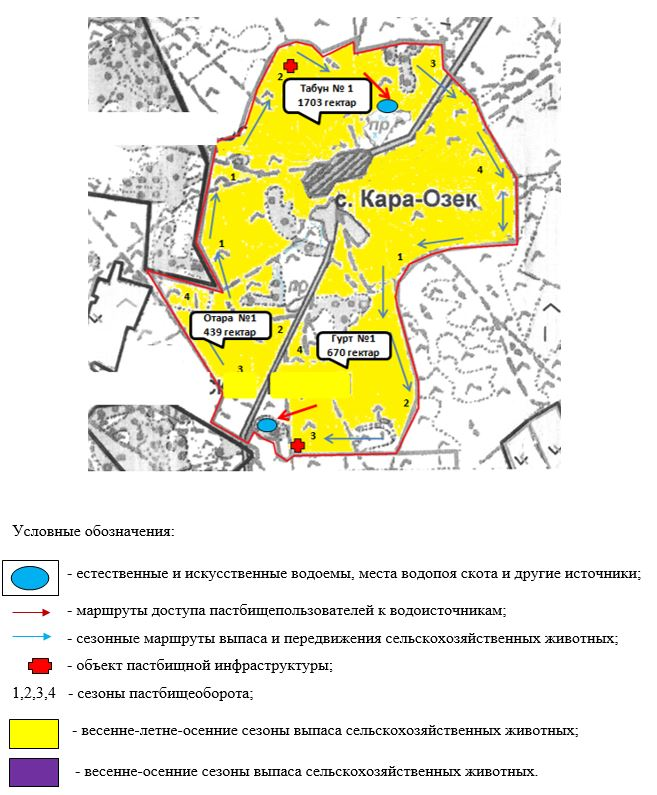 3
2
Табун № 1
1703 гектар
пр
4
1
с. Кара-Озек
1
1
пр
4
Отара №1
439 гектар
2
Гурт №1
670 гектар
4
3
Ж
2
3
Условные обозначения:
- естественные и искусственные водоемы, места водопоя скота и другие источники;
- маршруты доступа пастбищепользователей к водоисточникам;
- сезонные маршруты выпаса и передвижения сельскохозяйственных животных;
- объект пастбищной инфраструктуры;
1,2,3,4 - сезоны пастбищеоборота;
- весенне-летне-осенние сезоны выпаса сельскохозяйственных животных;
- весенне-осенние сезоны выпаса сельскохозяйственных животных.